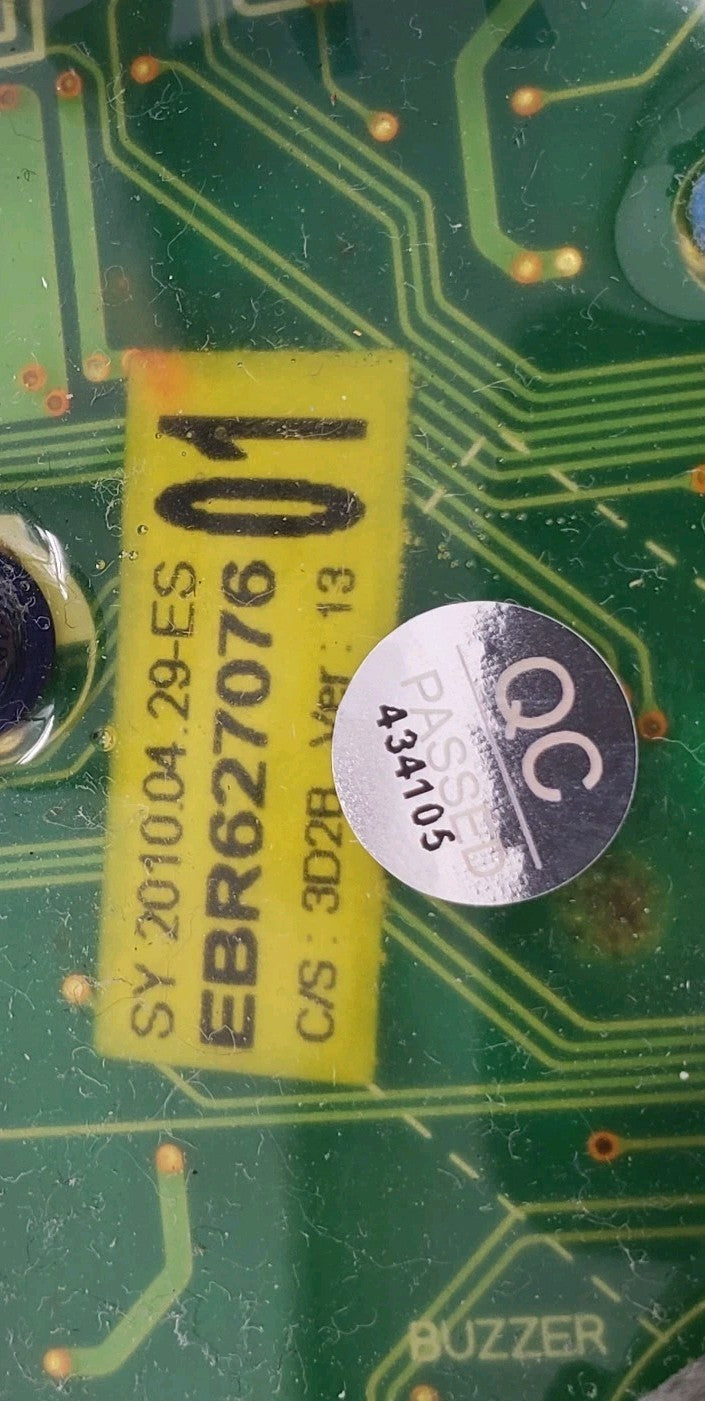 SY 2010.04.29-ES
EBR627076 01
C/S : 3D2B Ver : 13
QC
PASSED
434105
BUZZER